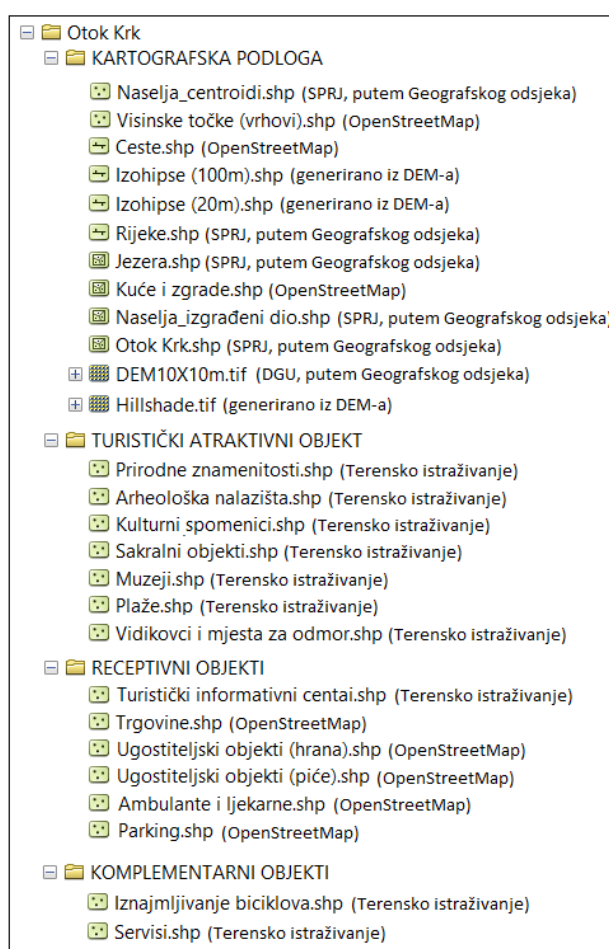 Otok Krk
KARTOGRAFSKA PODLOGA
Naselja_centroidi.shp (SPRJ, putem Geografskog odsjeka)
Visinske točke (vrhovi).shp (OpenStreetMap)
Ceste.shp (OpenStreetMap)
Izohipse (100m).shp (generirano iz DEM-a)
Izohipse (20m).shp (generirano iz DEM-a)
Rijeke.shp (SPRJ, putem Geografskog odsjeka)
Jezera.shp (SPRJ, putem Geografskog odsjeka)
Kuće i zgrade.shp (OpenStreetMap)
Naselja_izgrađeni dio.shp (SPRJ, putem Geografskog odsjeka)
Otok Krk.shp (SPRJ, putem Geografskog odsjeka)
DEM10X10m.tif (DGU, putem Geografskog odsjeka)
Hillshade.tif (generirano iz DEM-a)
TURISTIČKI ATRAKTIVNI OBJEKT
Prirodne znamenitosti.shp (Terensko istraživanje)
Arheološka nalazišta.shp (Terensko istraživanje)
Kulturni spomenici.shp (Terensko istraživanje)
Sakralni objekti.shp (Terensko istraživanje)
Muzeji.shp (Terensko istraživanje)
Plaže.shp (Terensko istraživanje)
Vidikovci i mjesta za odmor.shp (Terensko istraživanje)
RECEPTIVNI OBJEKTI
Turistički informativni centai.shp (Terensko istraživanje)
Trgovine.shp (OpenStreetMap)
Ugostiteljski objekti (hrana).shp (OpenStreetMap)
Ugostiteljski objekti (piće).shp (OpenStreetMap)
Ambulante i ljekarne.shp (OpenStreetMap)
Parking.shp (OpenStreetMap)
KOMPLEMENTARNI OBJEKTI
Iznajmljivanje biciklova.shp (Terensko istraživanje)
Servisi.shp (Terensko istraživanje)